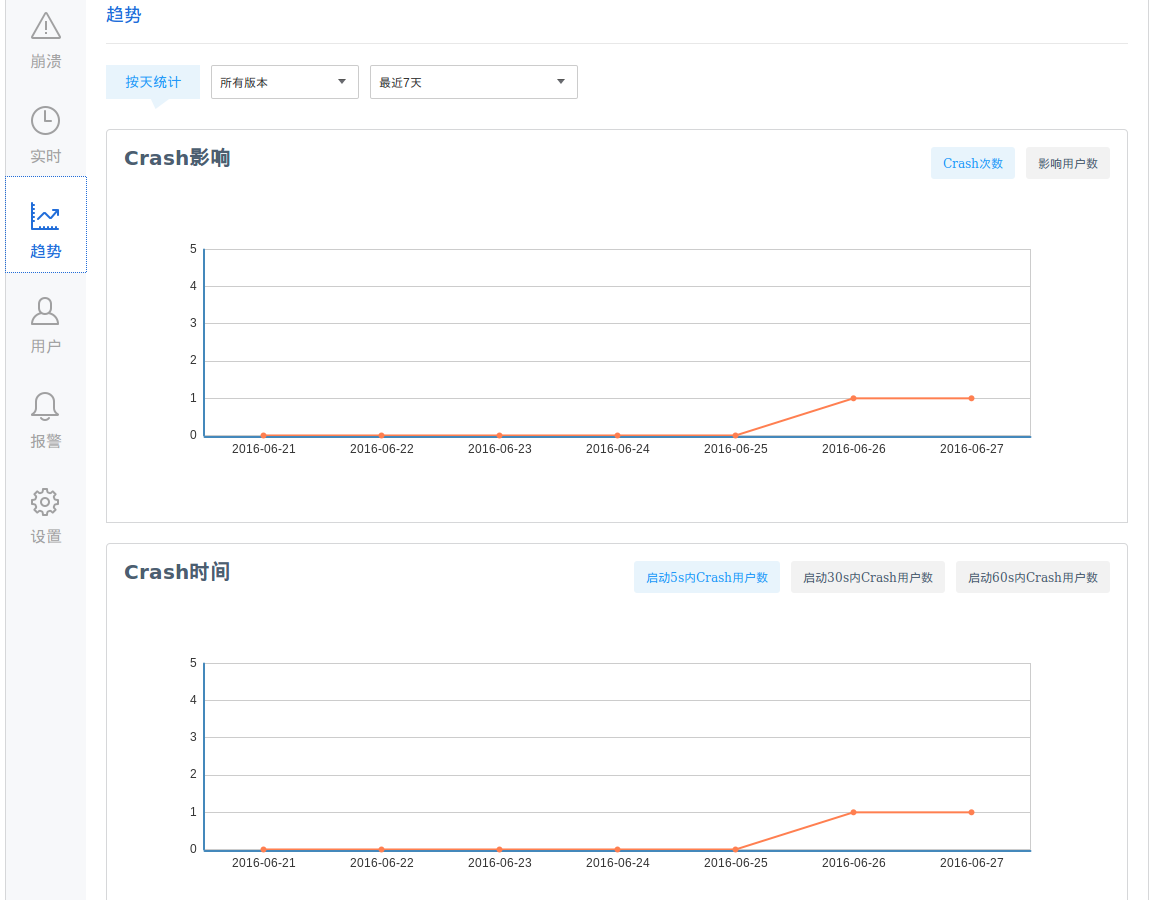 趋势
崩溃
实时
趋势
用户
报警
设置
按天统计 所有版本 最近7天
Crash影响 Crash次数 影响用户数
5
4
3
2
1
0
2016-06-21 2016-06-22 2016-06-23 2016-06-24 2016-06-25 2016-06-26 2016-06-27
Crash时间 启动5s内Crash用户数 启动30s内Crash用户数 启动60s内Crash用户数
5
4
3
2
1
0
2016-06-21 2016-06-22 2016-06-23 2016-06-24 2016-06-25 2016-06-26 2016-06-27